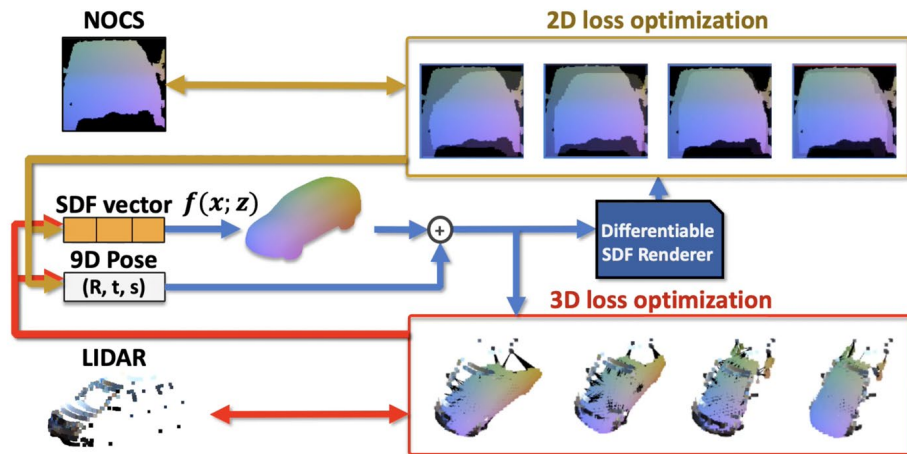 NOCS
2D loss optimization
SDF vector
f(x; z)
+
Differentiable
SDF Renderer
9D Pose
(R, t, s)
3D loss optimization
LIDAR